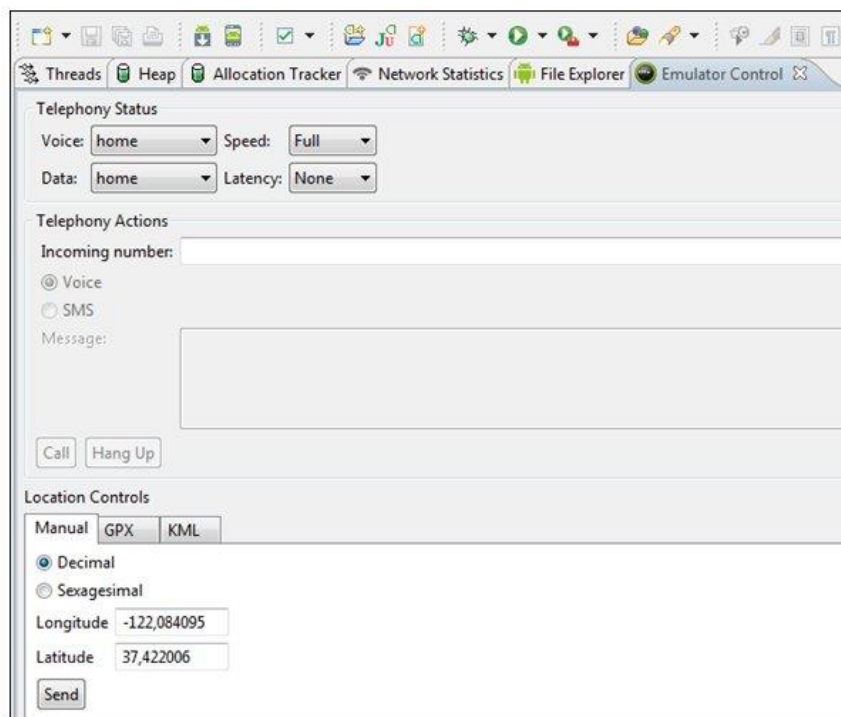 Threads Heap Allocation Tracker Network Statistics File Explorer Emulator Control
Telephony Status
Voice: home Speed: Full
Data: home Latency: None
Telephony Actions
Incoming number:
Voice
SMS
Message:
Call Hang Up
Location Controls
Manual GPX KML
Decimal
Sexagesimal
Longitude -122,084095
Latitude 37,422006
Send